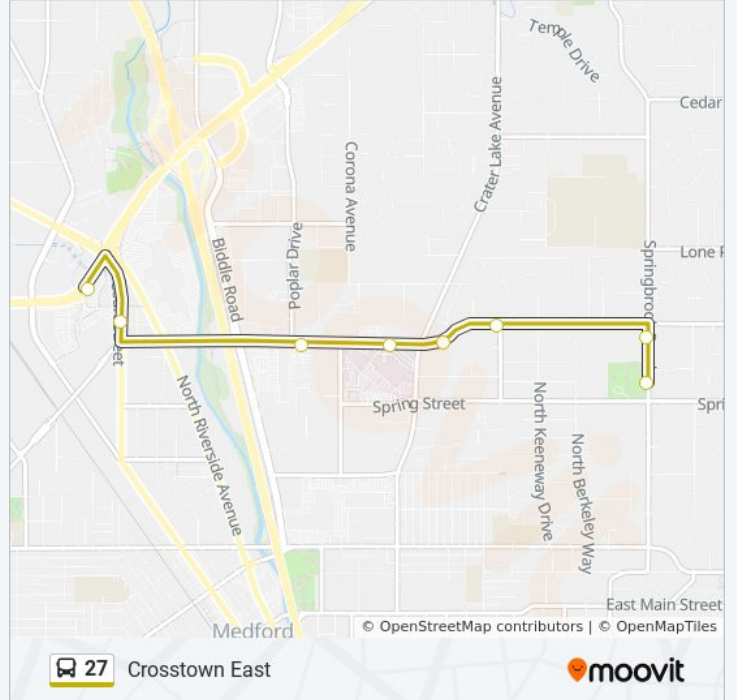 Temple Drive
Cedar
Crater Lake Avenue
Corona Avenue
Poplar Drive
Biddle Road
Lone
Springbro
North Riverside Avenue
Spring Street
Spri
North Keeneway Drive
North Berkeley Way
East Main Street
Medford
© OpenStreetMap contributors | © OpenMapTiles
27 Crosstown East
moovit